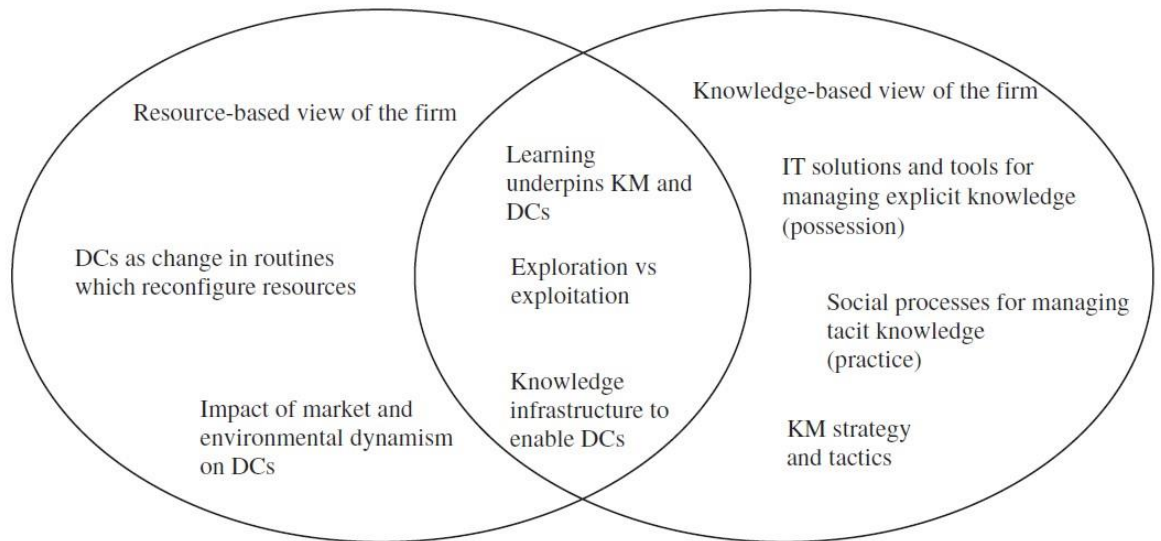 Resource-based view of the firm
DCs as change in routines
which reconfigure resources
Impact of market and
environmental dynamism
on DCs
Learning
underpins KM and
DCs
Exploration vs
exploitation
Knowledge
infrastructure to
enable DCs
Knowledge-based view of the firm
IT solutions and tools for
managing explicit knowledge
(possession)
Social processes for managing
tacit knowledge
(practice)
KM strategy
and tactics